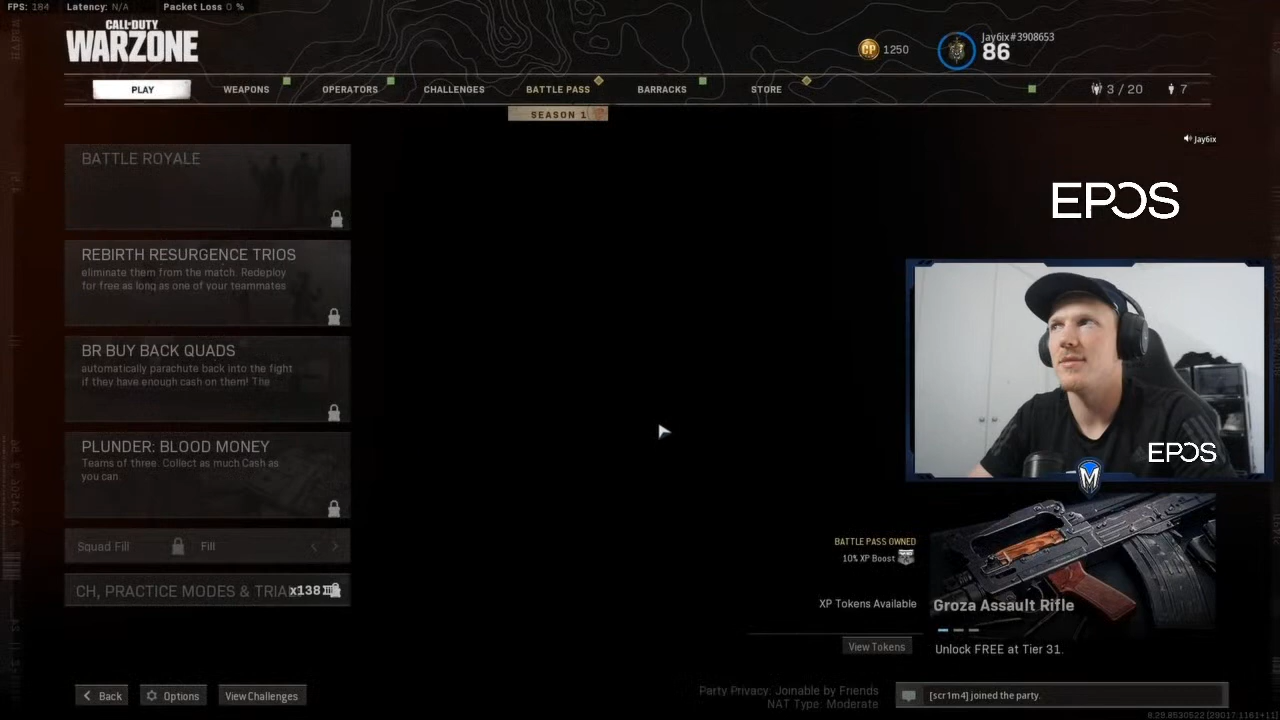 FPS: 184 Latency: N/A Packet Loss 0 %
CALL OF DUTY
WARZONE
CP 1250
Jay6ix#3908653
86
PLAY WEAPONS OPERATORS CHALLENGES BATTLE PASS BARRACKS STORE 3 / 20 7
SEASON 1
Jay6ix
BATTLE ROYALE
REBIRTH RESURGENCE TRIOS
eliminate them from the match. Redeploy
for free as long as one of your teammates
BR BUY BACK QUADS
automatically parachute back into the fight
if they have enough cash on them! The
PLUNDER: BLOOD MONEY
Teams of three. Collect as much Cash as
you can.
Squad Fill Fill
CH, PRACTICE MODES & TRIA x138
EPOS
EPOS
M
BATTLE PASS OWNED
10% XP Boost
XP Tokens Available
View Tokens
Groza Assault Rifle
Unlock FREE at Tier 31.
Back Options View Challenges
Party Privacy: Joinable by Friends
NAT Type: Moderate
[scr1m4] joined the party.